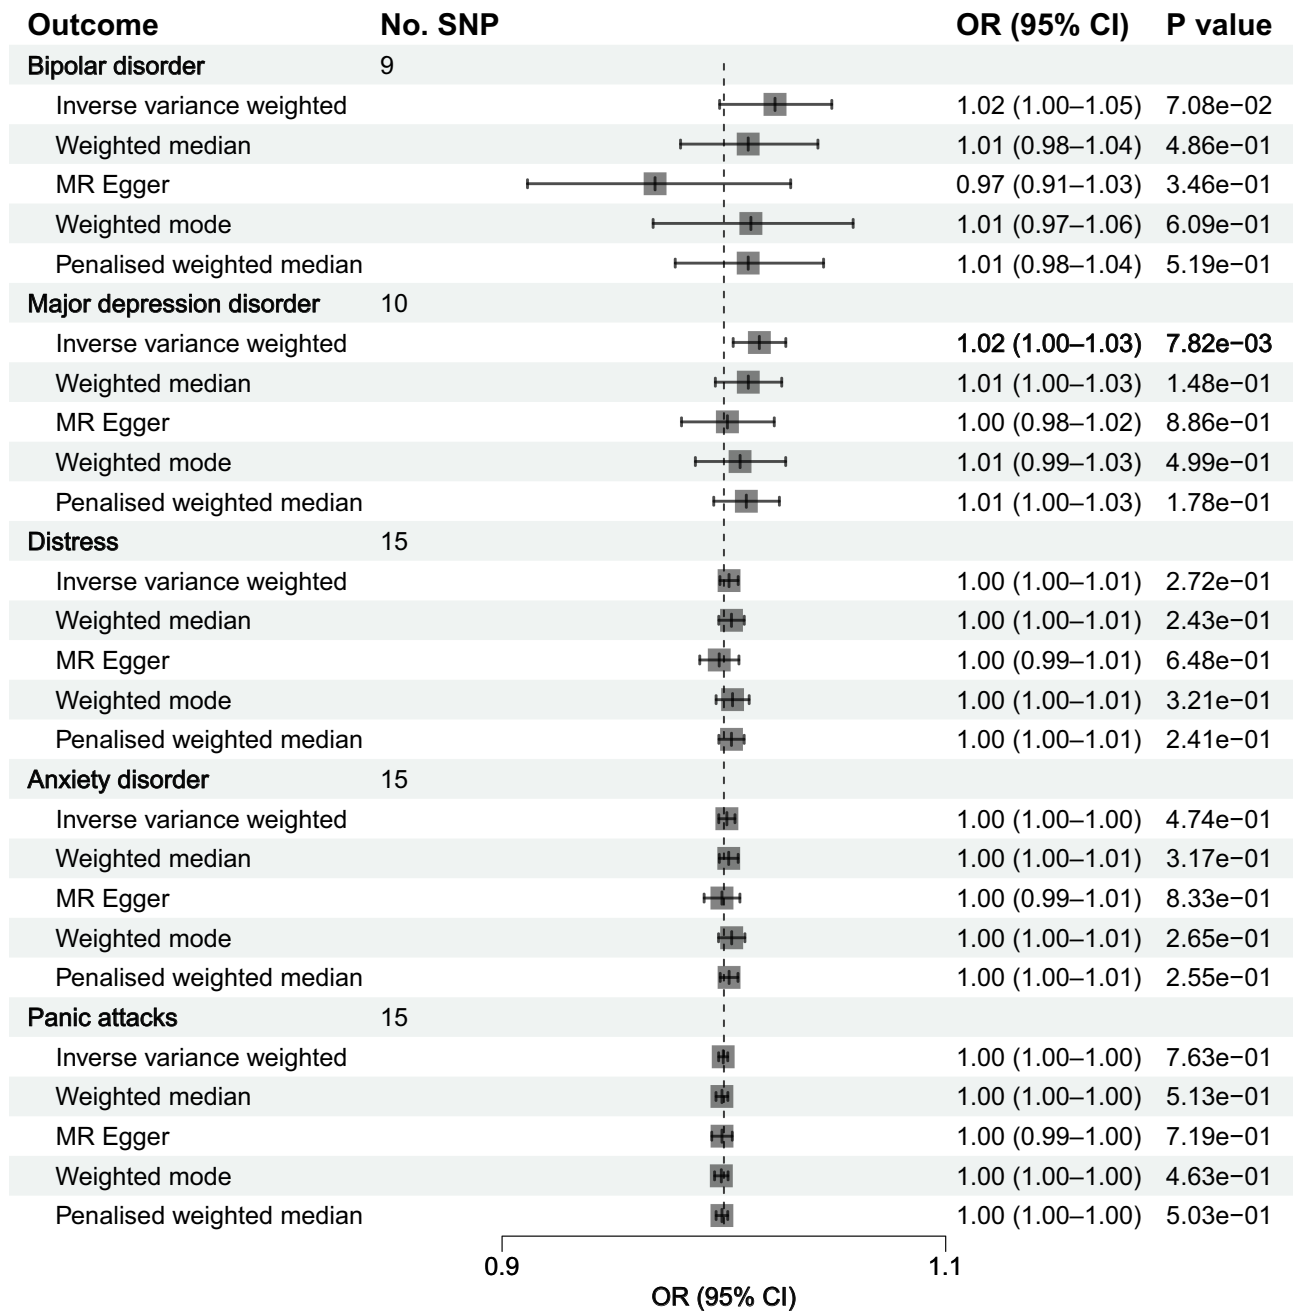 Outcome No. SNP OR (95% CI) P value
Bipolar disorder 9
Inverse variance weighted 1.02 (1.00–1.05) 7.08e−02
Weighted median 1.01 (0.98–1.04) 4.86e−01
MR Egger 0.97 (0.91–1.03) 3.46e−01
Weighted mode 1.01 (0.97–1.06) 6.09e−01
Penalised weighted median 1.01 (0.98–1.04) 5.19e−01
Major depression disorder 10
Inverse variance weighted 1.02 (1.00–1.03) 7.82e−03
Weighted median 1.01 (1.00–1.03) 1.48e−01
MR Egger 1.00 (0.98–1.02) 8.86e−01
Weighted mode 1.01 (0.99–1.03) 4.99e−01
Penalised weighted median 1.01 (1.00–1.03) 1.78e−01
Distress 15
Inverse variance weighted 1.00 (1.00–1.01) 2.72e−01
Weighted median 1.00 (1.00–1.01) 2.43e−01
MR Egger 1.00 (0.99–1.01) 6.48e−01
Weighted mode 1.00 (1.00–1.01) 3.21e−01
Penalised weighted median 1.00 (1.00–1.01) 2.41e−01
Anxiety disorder 15
Inverse variance weighted 1.00 (1.00–1.00) 4.74e−01
Weighted median 1.00 (1.00–1.01) 3.17e−01
MR Egger 1.00 (0.99–1.01) 8.33e−01
Weighted mode 1.00 (1.00–1.01) 2.65e−01
Penalised weighted median 1.00 (1.00–1.01) 2.55e−01
Panic attacks 15
Inverse variance weighted 1.00 (1.00–1.00) 7.63e−01
Weighted median 1.00 (1.00–1.00) 5.13e−01
MR Egger 1.00 (0.99–1.00) 7.19e−01
Weighted mode 1.00 (1.00–1.00) 4.63e−01
Penalised weighted median 1.00 (1.00–1.00) 5.03e−01
0.9 1.1
OR (95% CI)